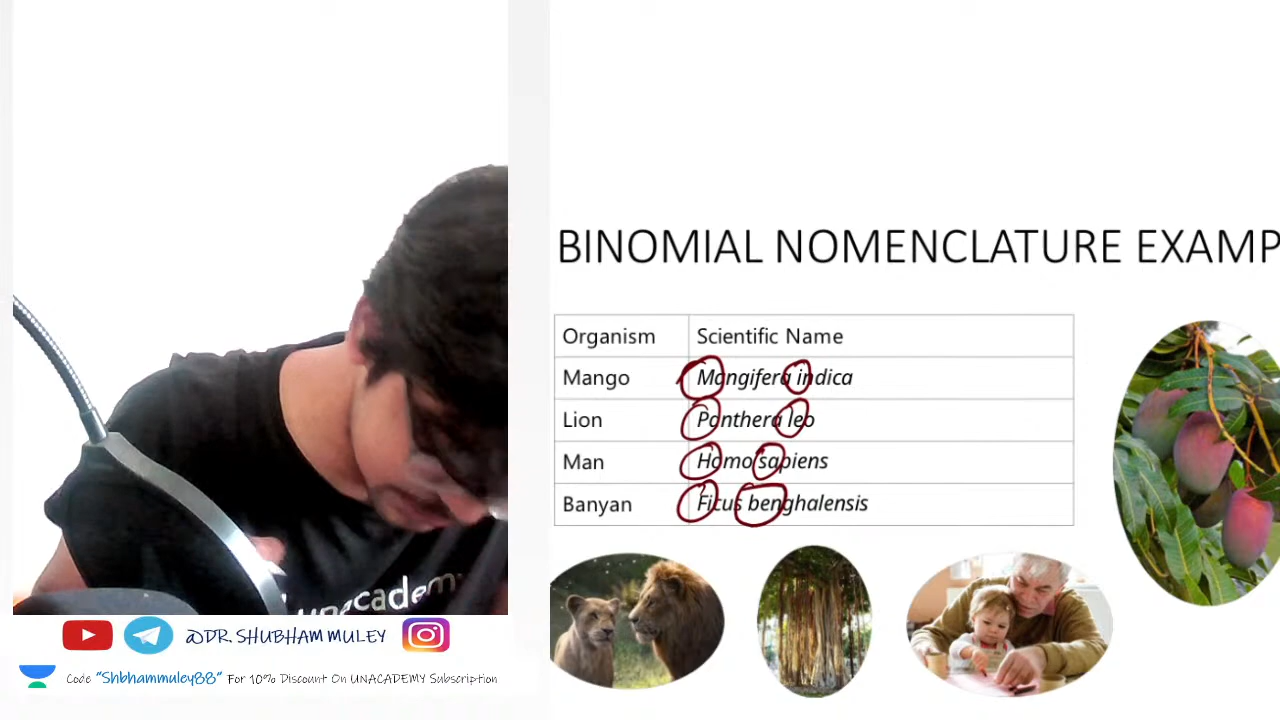 BINOMIAL NOMENCLATURE EXAMP
Organism Scientific Name
Mango Mangifera indica
Lion Panthera leo
Man Homo sapiens
Banyan Ficus benghalensis
unacademy
@DR. SHUBHAM MULEY
Code "Shbhammuley88" For 10% Discount On UNACADEMY Subscription